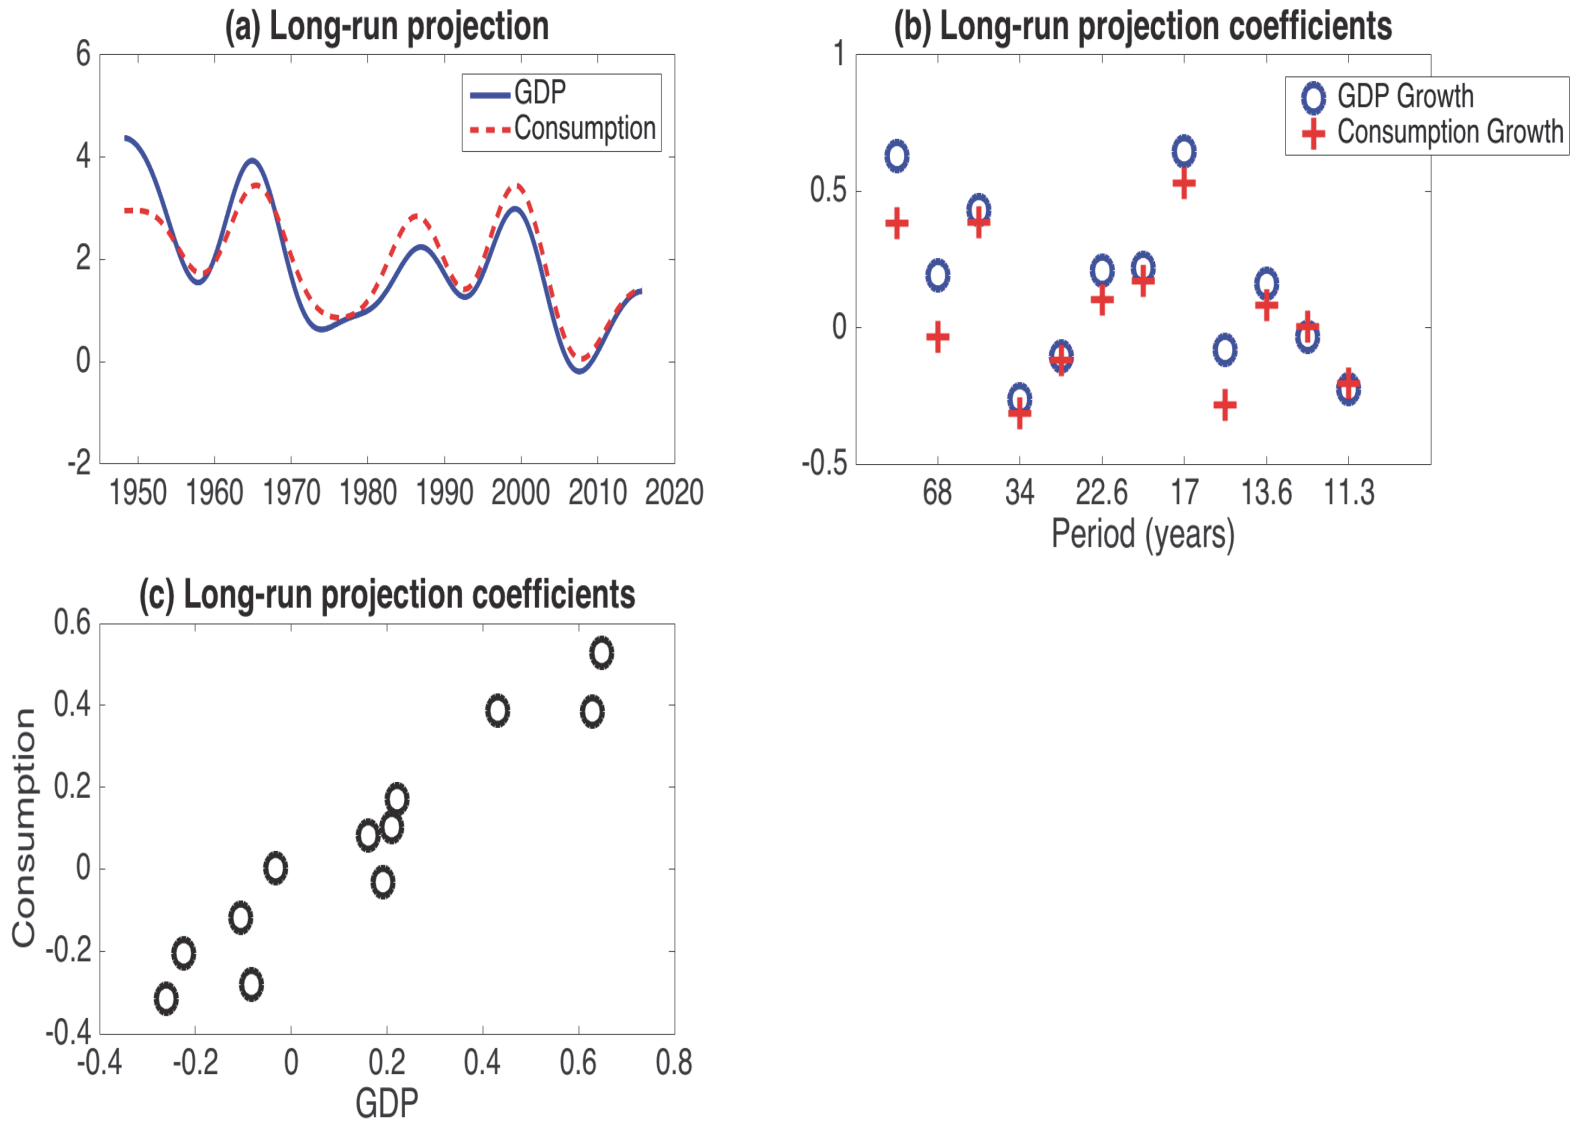 (a) Long-run projection
6
4
2
0
-2
1950 1960 1970 1980 1990 2000 2010 2020
GDP
Consumption
(b) Long-run projection coefficients
1
0.5
0
-0.5
68 34 22.6 17 13.6 11.3
Period (years)
GDP Growth
Consumption Growth
(c) Long-run projection coefficients
0.6
0.4
0.2
0
-0.2
-0.4
Consumption
-0.4 -0.2 0 0.2 0.4 0.6 0.8
GDP